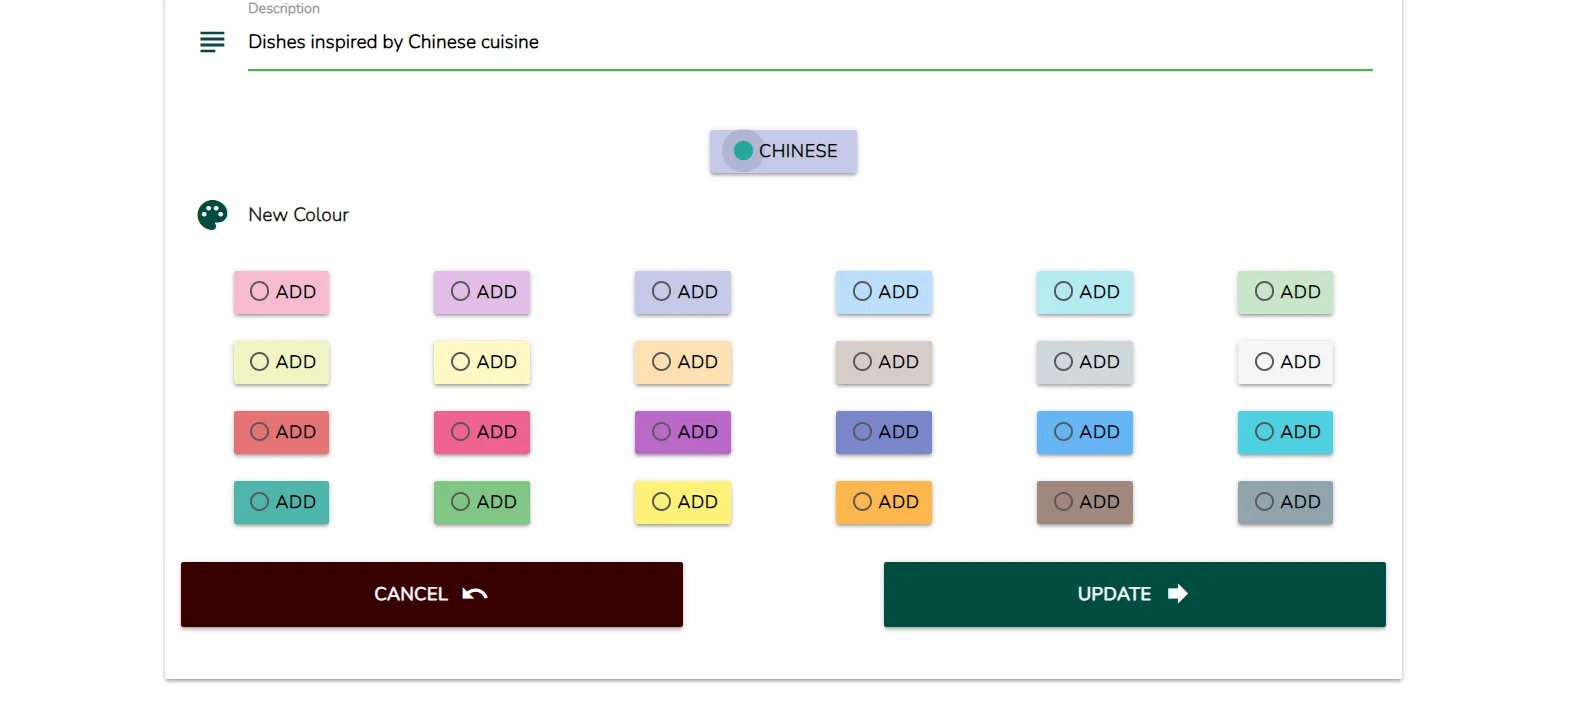 Description
Dishes inspired by Chinese cuisine
CHINESE
New Colour
ADD ADD ADD ADD ADD ADD
ADD ADD ADD ADD ADD ADD
ADD ADD ADD ADD ADD ADD
ADD ADD ADD ADD ADD ADD
CANCEL UPDATE